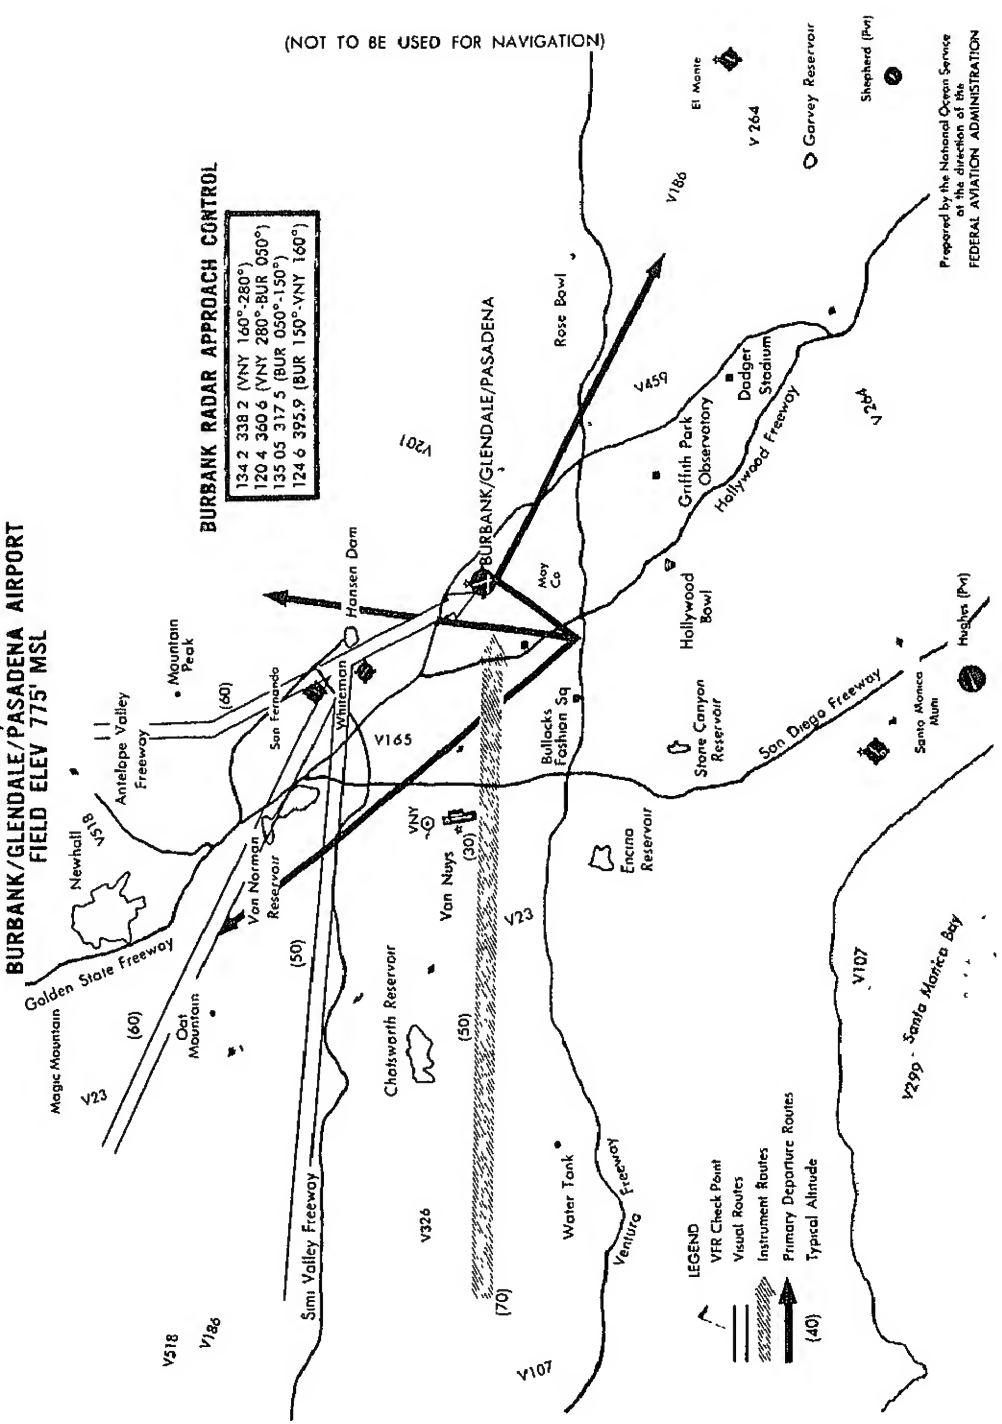 BURBANK/GLENDALE/PASADENA AIRPORT
FIELD ELEV 775' MSL
(NOT TO BE USED FOR NAVIGATION)
BURBANK RADAR APPROACH CONTROL
134 2 338 2 (VNY 160°-280°)
120 4 360 6 (VNY 280°-BUR 050°)
135 05 317 5 (BUR 050°-150°)
124 6 395.9 (BUR 150°-VNY 160°)
Magic Mountain
Golden State Freeway
Newhall
V518
Antelope Valley
Freeway
Mountain
Peak
(60)
San Fernando
Hansen Dam
Whiteman
V201
V23
(60)
Oat
Mountain
Van Norman
Reservoir
(50)
V165
VNY
Van Nuys
(30)
BURBANK/GLENDALE/PASADENA
May
Co
Rose Bowl
V186
El Monte
V 264
Garvey Reservoir
Shepherd (Pvt)
V518
V186
Simi Valley Freeway
V326
Chatsworth Reservoir
(50)
(70)
V23
Bullocks
Fashion Sq
V459
Griffith Park
Observatory
Dodger
Stadium
Hollywood Freeway
V264
Hollywood
Bowl
Stone Canyon
Reservoir
Encino
Reservoir
San Diego Freeway
Santa Monica
Muni
Hughes (Pvt)
V107
Water Tank
Ventura Freeway
V107
V299 - Santa Monica Bay
LEGEND
VFR Check Point
Visual Routes
Instrument Routes
Primary Departure Routes
(40) Typical Altitude
Prepared by the National Ocean Service
at the direction of the
FEDERAL AVIATION ADMINISTRATION